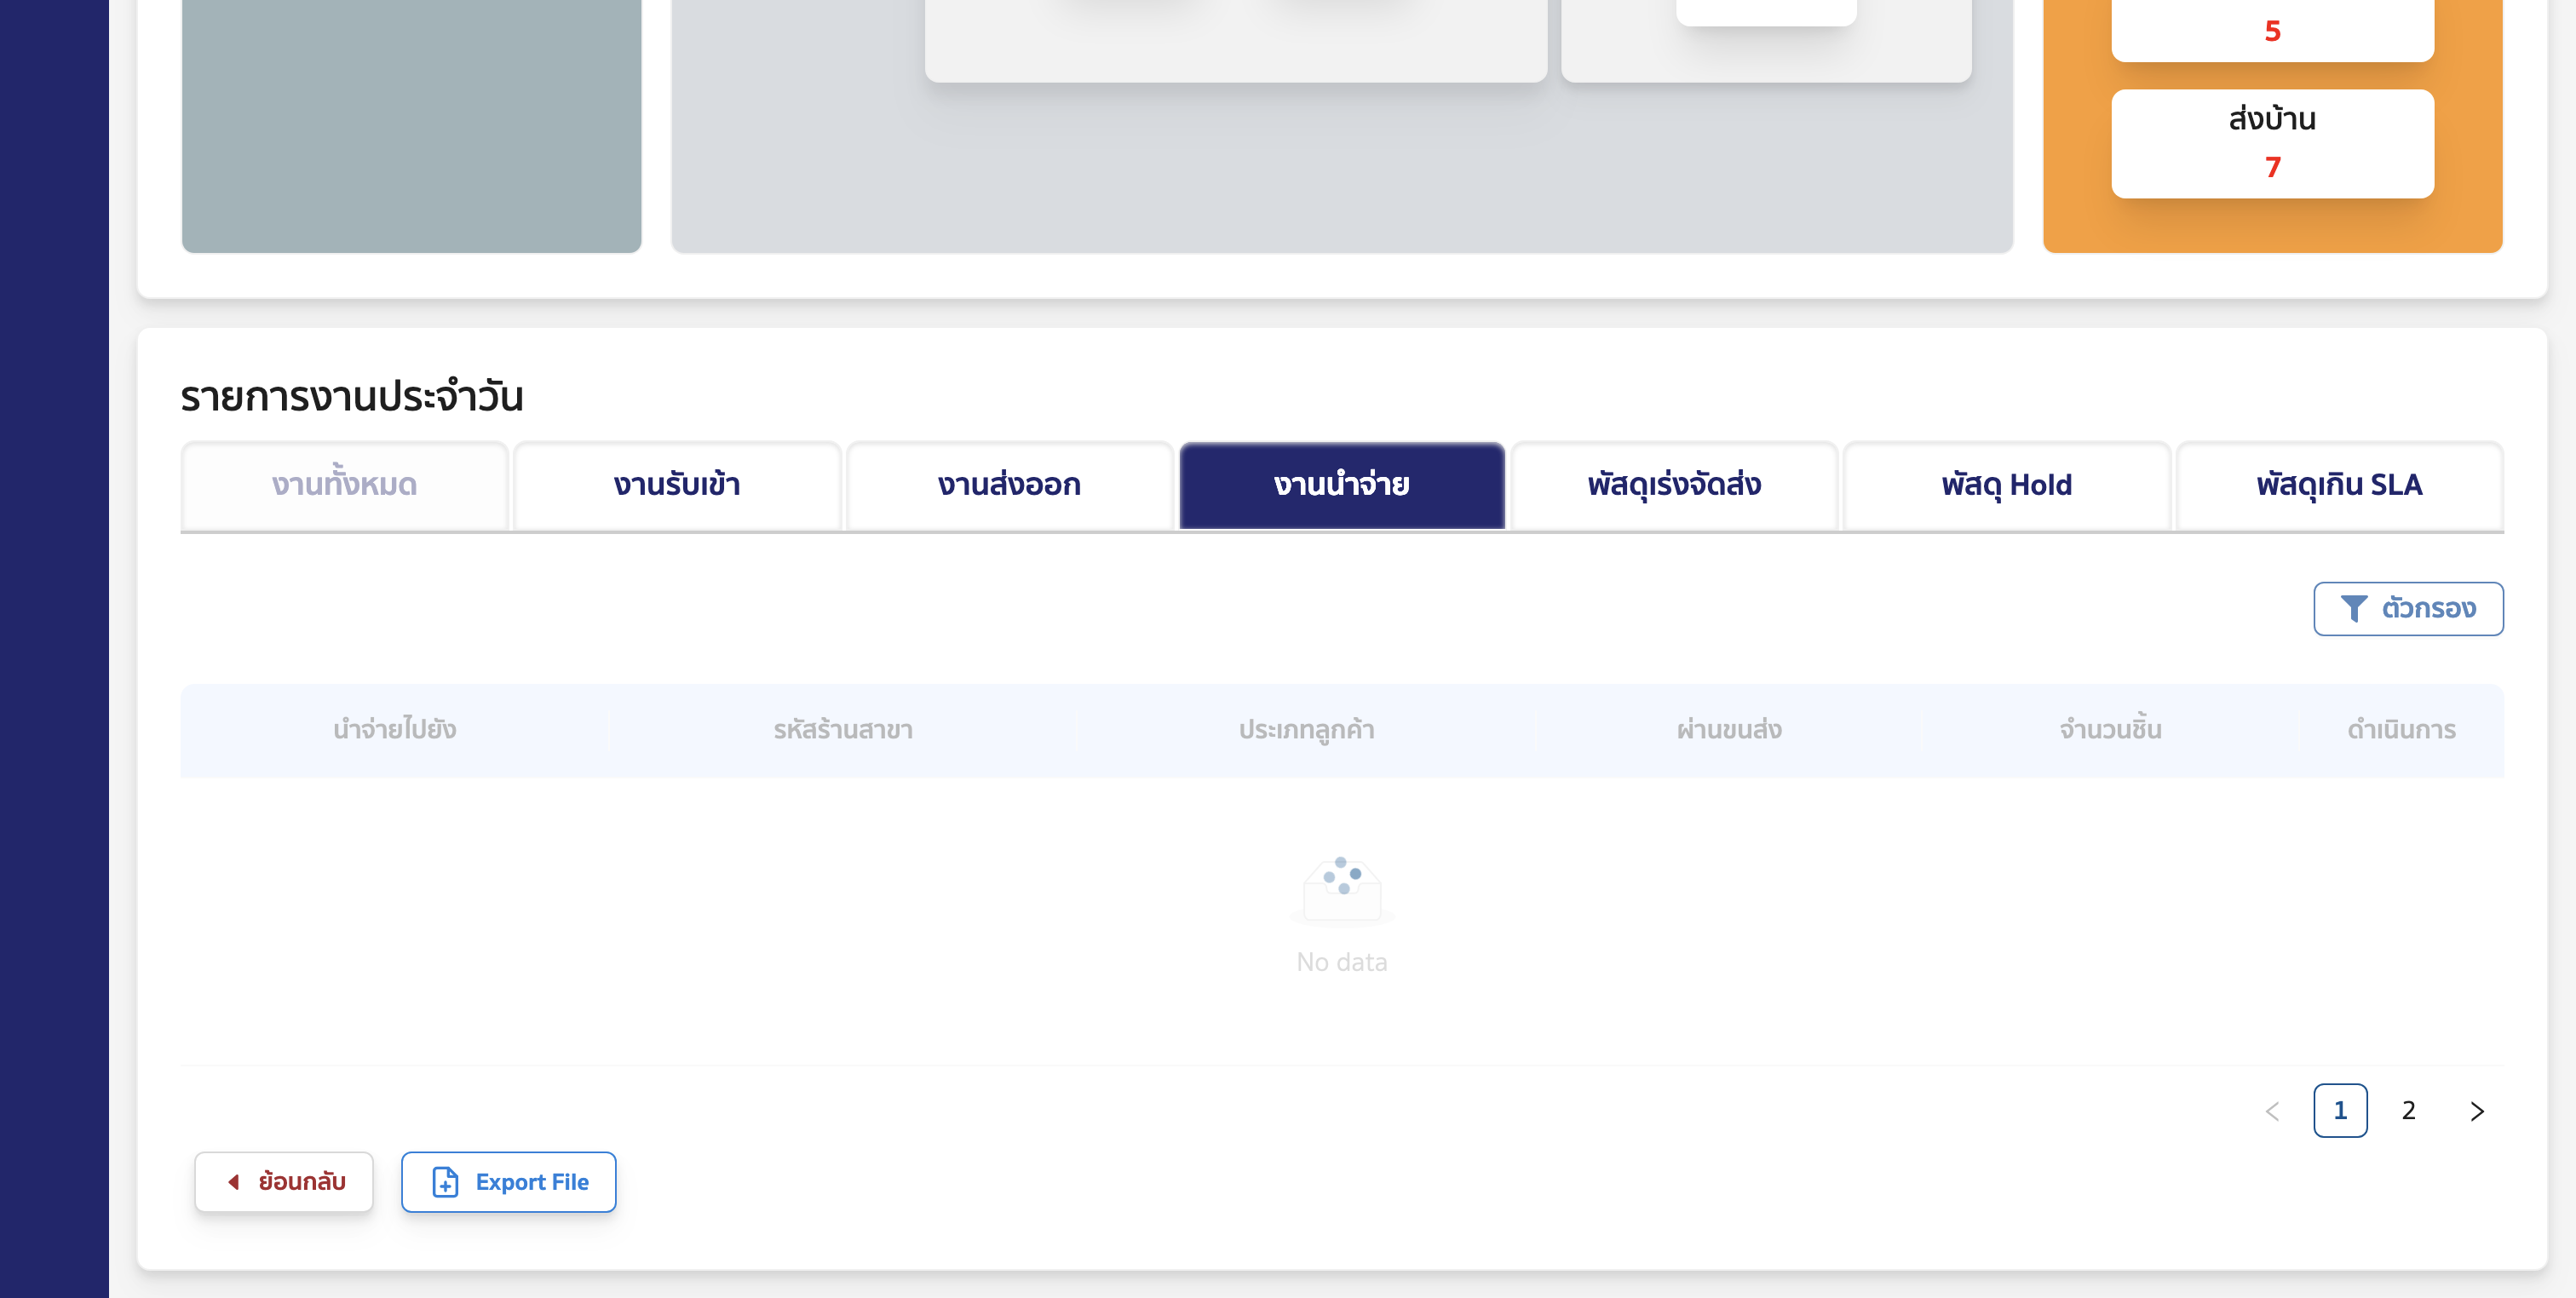 5
ส่งบ้าน
7
รายการงานประจำวัน
งานทั้งหมด งานรับเข้า งานส่งออก งานนำจ่าย พัสดุเร่งจัดส่ง พัสดุ Hold พัสดุเกิน SLA
ตัวกรอง
นำจ่ายไปยัง รหัสร้านสาขา ประเภทลูกค้า ผ่านขนส่ง จำนวนชิ้น ดำเนินการ
No data
1 2
ย้อนกลับ Export File